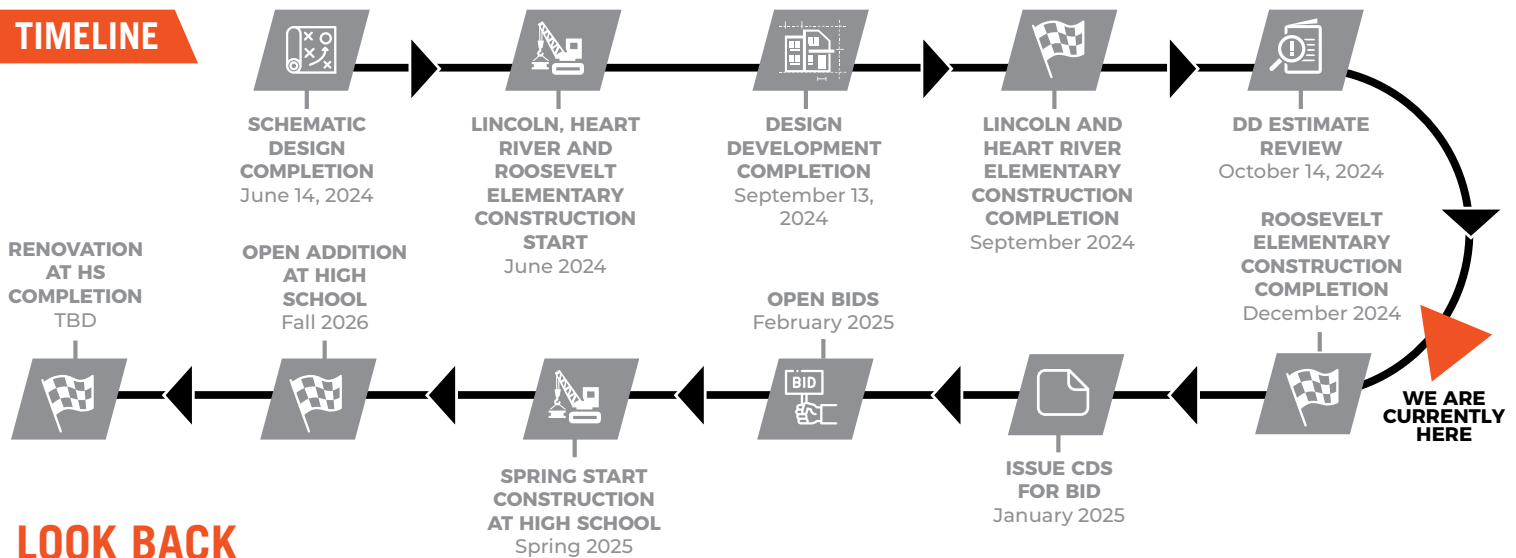 TIMELINE
SCHEMATIC
DESIGN
COMPLETION
June 14, 2024
LINCOLN, HEART
RIVER AND
ROOSEVELT
ELEMENTARY
CONSTRUCTION
START
June 2024
DESIGN
DEVELOPMENT
COMPLETION
September 13,
2024
LINCOLN AND
HEART RIVER
ELEMENTARY
CONSTRUCTION
COMPLETION
September 2024
DD ESTIMATE
REVIEW
October 14, 2024
WE ARE
CURRENTLY
HERE
ROOSEVELT
ELEMENTARY
CONSTRUCTION
COMPLETION
December 2024
ISSUE CDS
FOR BID
January 2025
OPEN BIDS
February 2025
BID
SPRING START
CONSTRUCTION
AT HIGH SCHOOL
Spring 2025
OPEN ADDITION
AT HIGH
SCHOOL
Fall 2026
RENOVATION
AT HS
COMPLETION
TBD
LOOK BACK